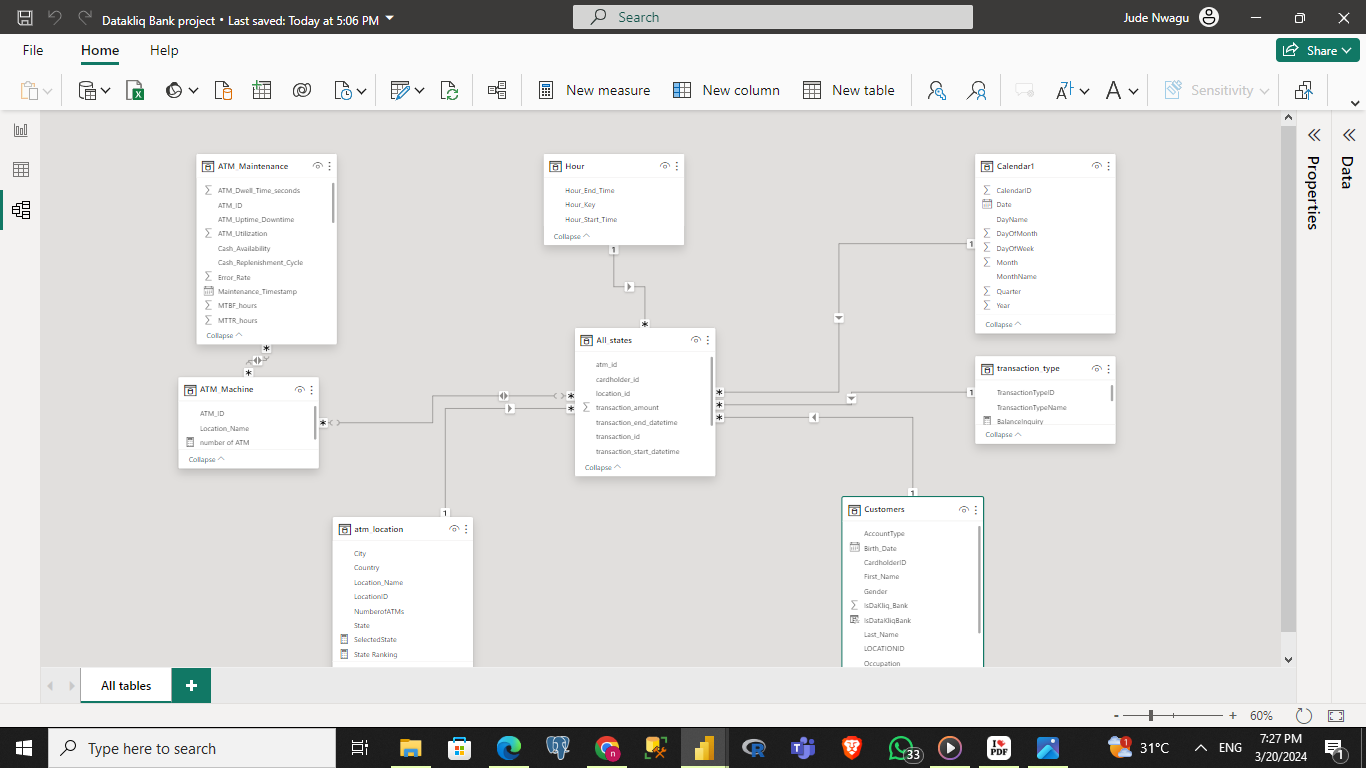 Datakliq Bank project • Last saved: Today at 5:06 PM
Search
Jude Nwagu
File
Home
Help
Share
New measure
New column
New table
Sensitivity
ATM_Maintenance
ATM_Dwell_Time_seconds
ATM_ID
ATM_Uptime_Downtime
ATM_Utilization
Cash_Availability
Cash_Replenishment_Cycle
Error_Rate
Maintenance_Timestamp
MTBF_hours
MTTR_hours
Collapse
Hour
Hour_End_Time
Hour_Key
Hour_Start_Time
Collapse
1
*
Calendar1
CalendarID
Date
DayName
DayOfMonth
DayOfWeek
Month
MonthName
Quarter
Year
Collapse
1
Properties
Data
All states
atm_id
cardholder_id
location_id
transaction_amount
transaction_end_datetime
transaction_id
transaction_start_datetime
Collapse
*
*
*
*
*
transaction_type
TransactionTypeID
TransactionTypeName
BalanceInquiry
Collapse
1
*
*
ATM_Machine
ATM_ID
Location_Name
number of ATM
Collapse
*
1
atm_location
City
Country
Location_Name
LocationID
NumberofATMs
State
SelectedState
State Ranking
1
Customers
AccountType
Birth_Date
CardholderID
First_Name
Gender
IsDaKliq_Bank
isDataKliqBank
Last_Name
LOCATIONID
Occupation
All tables
+
- + 60%
Type here to search
n
33
I PDF
1
31°C
ENG
7:27 PM
3/20/2024
1